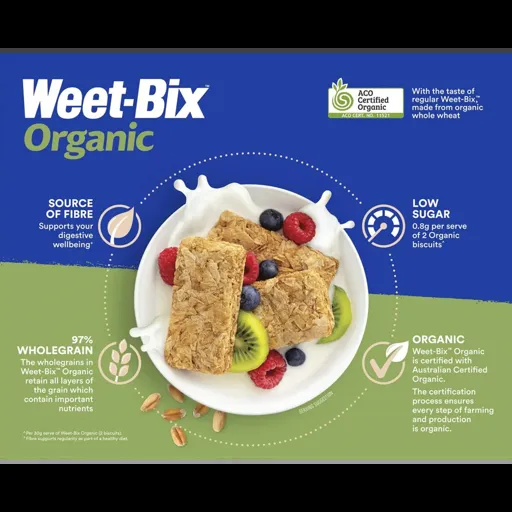 Weet-Bix™
Organic
ACO
Certified
Organic
ACO CERT. NO. 11521
With the taste of
regular Weet-Bix,™
made from organic
whole wheat
SOURCE
OF FIBRE
Supports your
digestive
wellbeing⁺
LOW
SUGAR
0.8g per serve
of 2 Organic
biscuits*
97%
WHOLEGRAIN
The wholegrains in
Weet-Bix™ Organic
retain all layers of
the grain which
contain important
nutrients
ORGANIC
Weet-Bix™ Organic
is certified with
Australian Certified
Organic.
The certification
process ensures
every step of farming
and production
is organic.
SERVING SUGGESTION
* Per 30g serve of Weet-Bix Organic (2 biscuits).
⁺ Fibre supports regularity as part of a healthy diet.